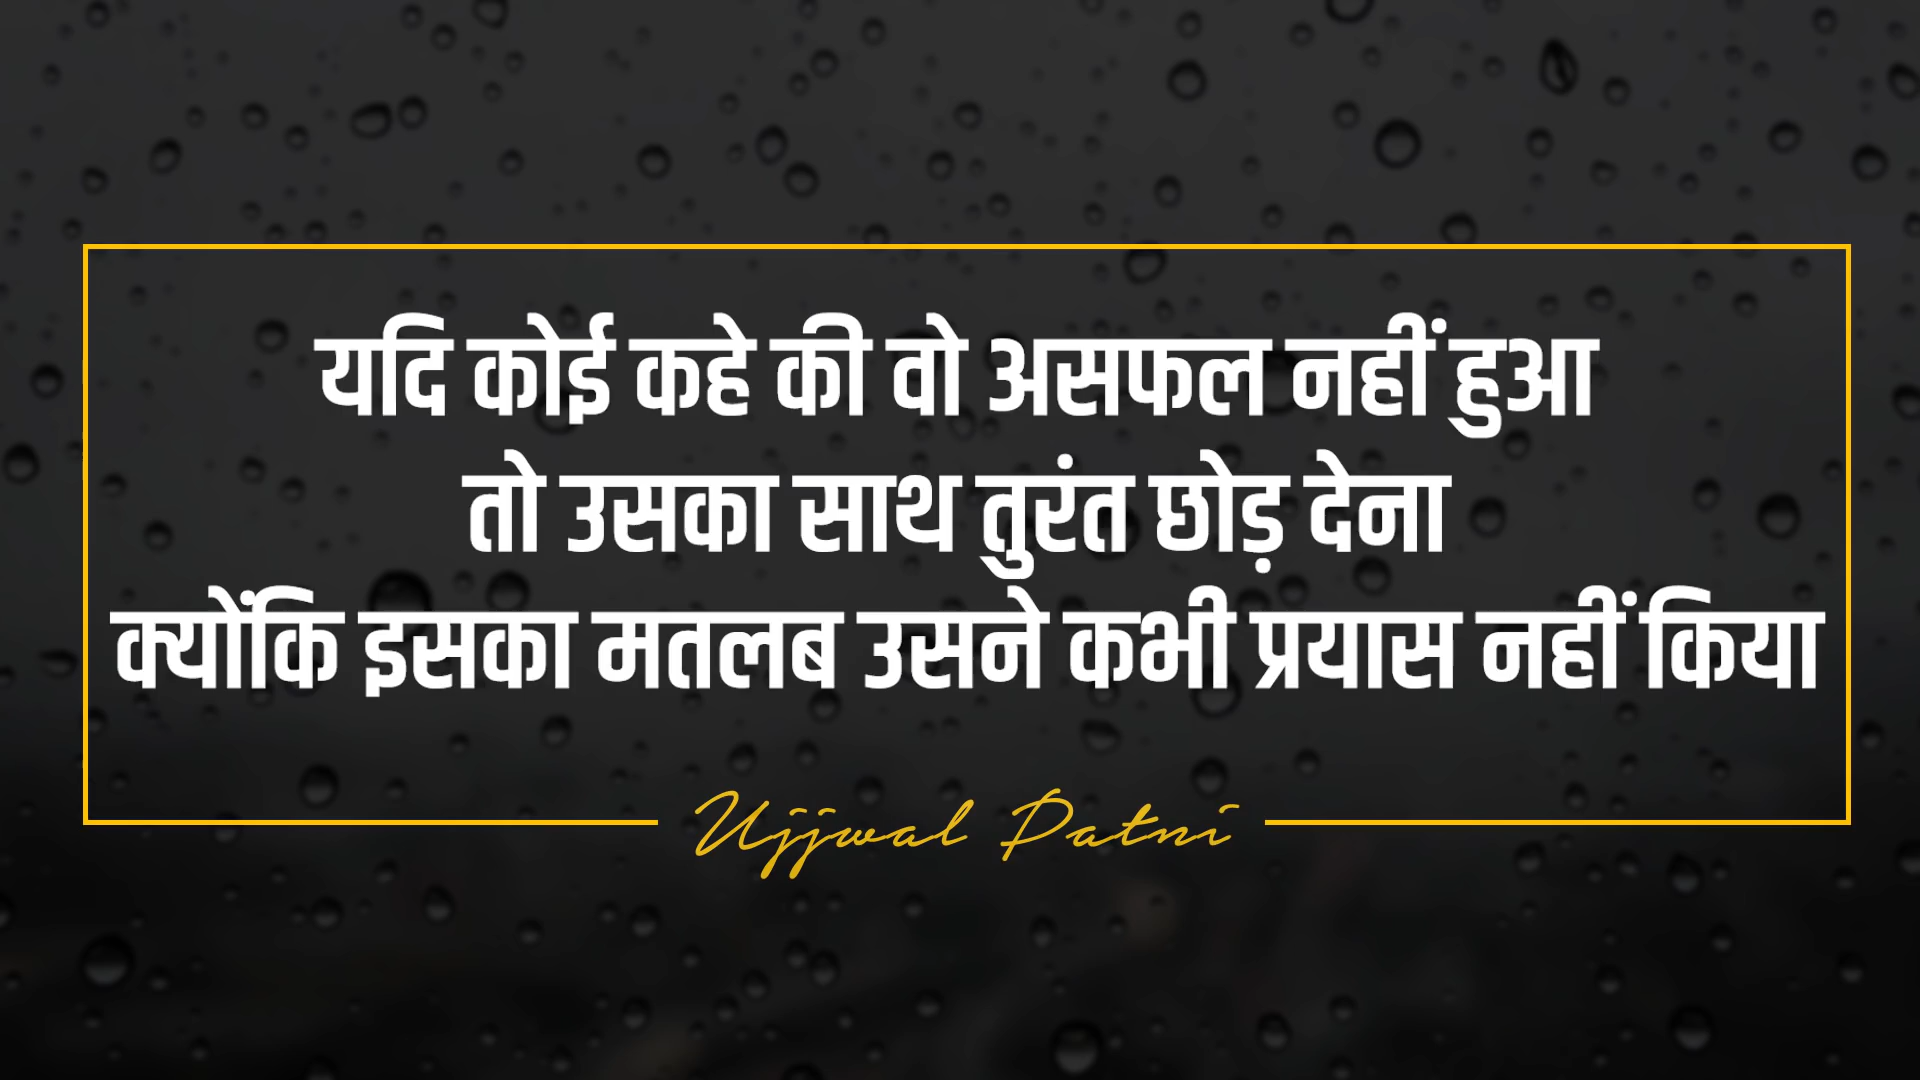 यदि कोई कहे की वो असफल नहीं हुआ
तो उसका साथ तुरंत छोड़ देना
क्योंकि इसका मतलब उसने कभी प्रयास नहीं किया
Ujjwal Patni